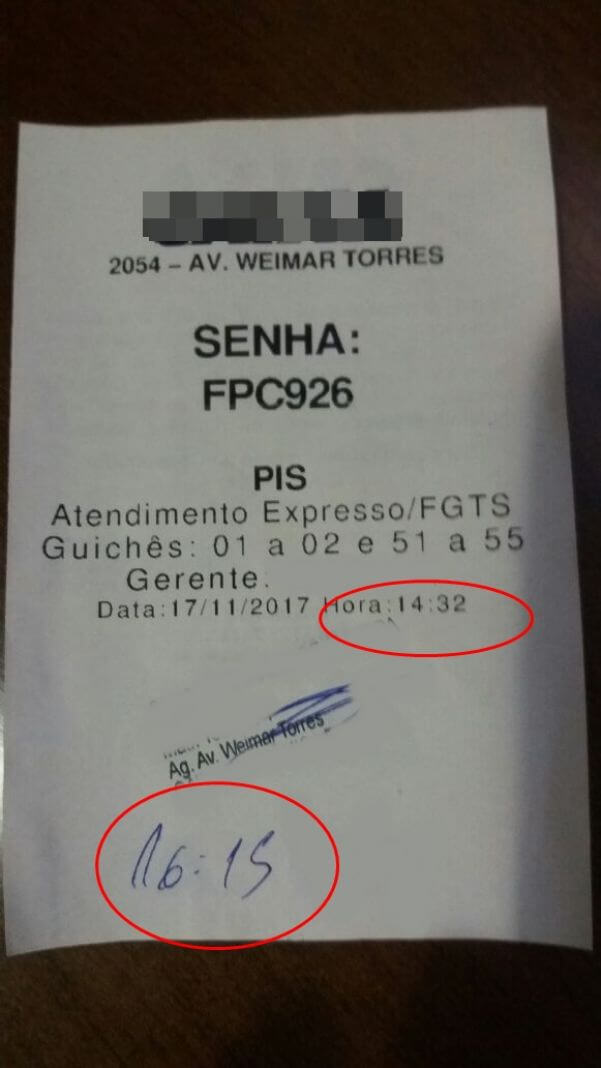 2054 – AV. WEIMAR TORRES
SENHA:
FPC926
PIS
Atendimento Expresso/FGTS
Guichês: 01 a 02 e 51 a 55
Gerente:
Data:17/11/2017 Hora:14:32
Ag. Av. Weimar Torres
16:15